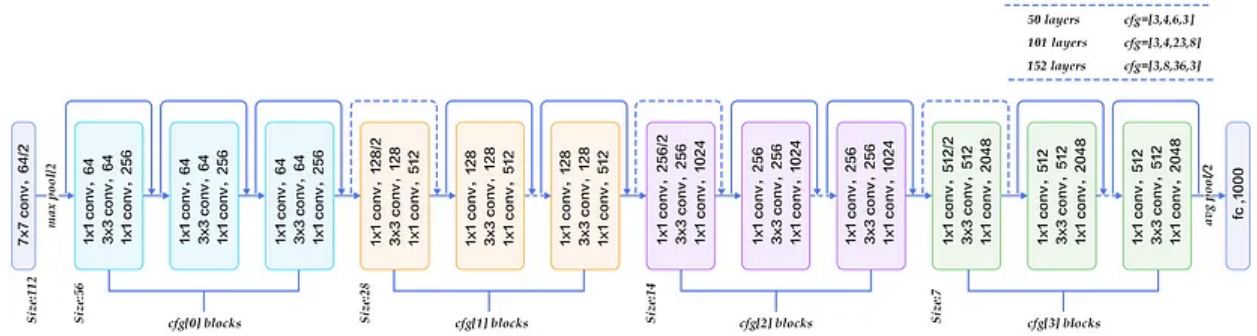 50 layers cfg=[3,4,6,3]
101 layers cfg=[3,4,23,8]
152 layers cfg=[3,8,36,3]
7x7 conv, 64/2
max pool/2
1x1 conv, 64
3x3 conv, 64
1x1 conv, 256
1x1 conv, 64
3x3 conv, 64
1x1 conv, 256
1x1 conv, 64
3x3 conv, 64
1x1 conv, 256
1x1 conv, 128/2
3x3 conv, 128
1x1 conv, 512
1x1 conv, 128
3x3 conv, 128
1x1 conv, 512
1x1 conv, 128
3x3 conv, 128
1x1 conv, 512
1x1 conv, 256/2
3x3 conv, 256
1x1 conv, 1024
1x1 conv, 256
3x3 conv, 256
1x1 conv, 1024
1x1 conv, 256
3x3 conv, 256
1x1 conv, 1024
1x1 conv, 512/2
3x3 conv, 512
1x1 conv, 2048
1x1 conv, 512
3x3 conv, 512
1x1 conv, 2048
1x1 conv, 512
3x3 conv, 512
1x1 conv, 2048
avg pool/2
fc ,1000
Size:112
Size:56
cfg[0] blocks
Size:28
cfg[1] blocks
Size:14
cfg[2] blocks
Size:7
cfg[3] blocks